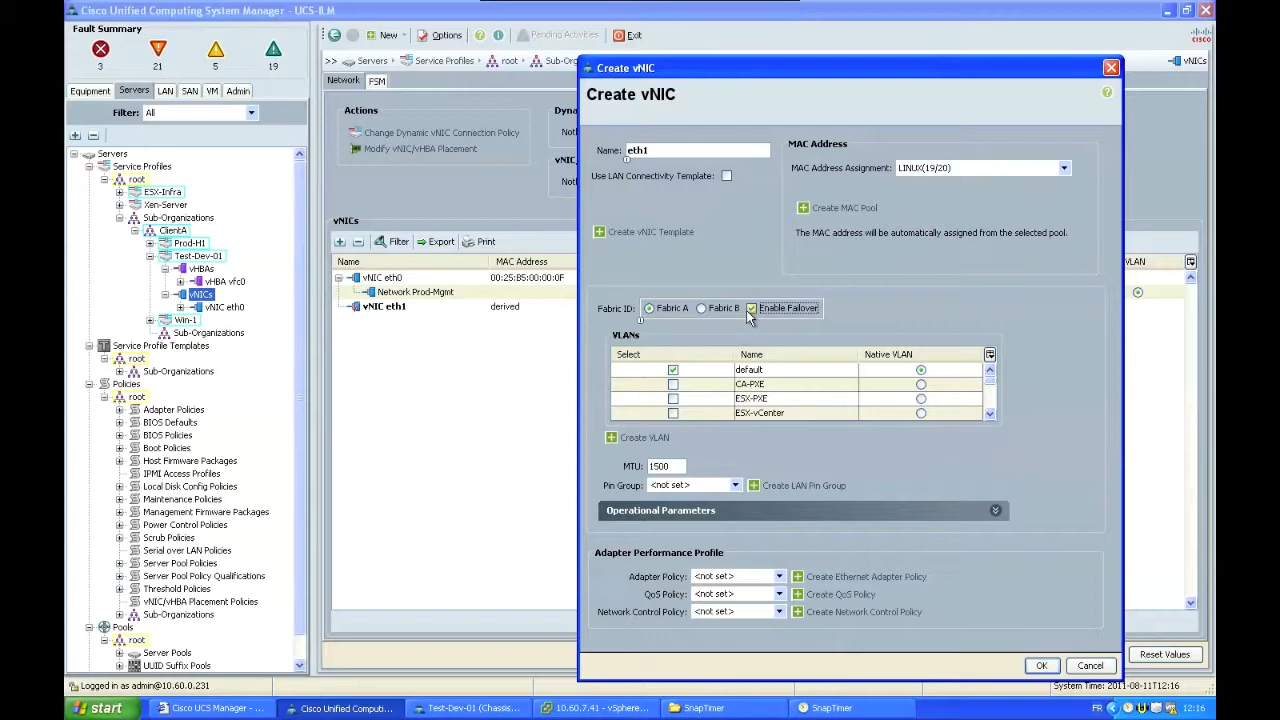 Cisco Unified Computing System Manager - UCS-ILM
Fault Summary
3 21 5 19
Equipment Servers LAN SAN VM Admin
Filter: All
Servers
Service Profiles
root
ESX-Infra
Xen-Server
Sub-Organizations
ClientA
Prod-H1
Test-Dev-01
vHBAs
vHBA vfc0
vNICs
vNIC eth0
Win-1
Sub-Organizations
Service Profile Templates
root
Sub-Organizations
Policies
root
Adapter Policies
BIOS Defaults
BIOS Policies
Boot Policies
Host Firmware Packages
IPMI Access Profiles
Local Disk Config Policies
Maintenance Policies
Management Firmware Packages
Power Control Policies
Scrub Policies
Serial over LAN Policies
Server Pool Policies
Server Pool Policy Qualifications
Threshold Policies
vNIC/vHBA Placement Policies
Sub-Organizations
Pools
root
Server Pools
UUID Suffix Pools
New Options Pending Activities Exit
cisco
>> Servers Service Profiles root Sub-Or
vNICs
Network FSM
Actions
Change Dynamic vNIC Connection Policy
Modify vNIC/vHBA Placement
Dyna
Noth
vNIC/
Noth
vNICs
Filter Export Print
Name MAC Address
VLAN
vNIC eth0 00:25:B5:00:00:0F
Network Prod-Mgmt
vNIC eth1 derived
Create vNIC
Create vNIC
Name: eth1
Use LAN Connectivity Template:
Create vNIC Template
MAC Address
MAC Address Assignment: LINUX(19/20)
Create MAC Pool
The MAC address will be automatically assigned from the selected pool.
Fabric ID: Fabric A Fabric B Enable Failover
VLANs
Select Name Native VLAN
default
CA-PXE
ESX-PXE
ESX-vCenter
Create VLAN
MTU: 1500
Pin Group: <not set> Create LAN Pin Group
Operational Parameters
Adapter Performance Profile
Adapter Policy: <not set> Create Ethernet Adapter Policy
QoS Policy: <not set> Create QoS Policy
Network Control Policy: <not set> Create Network Control Policy
OK Cancel
Reset Values
Logged in as admin@10.60.0.231
System Time: 2011-08-11T12:16
start Cisco UCS Manager - ... Cisco Unified Computi... Test-Dev-01 (Chassis... 10.60.7.41 - vSphere... SnapTimer SnapTimer FR 12:16